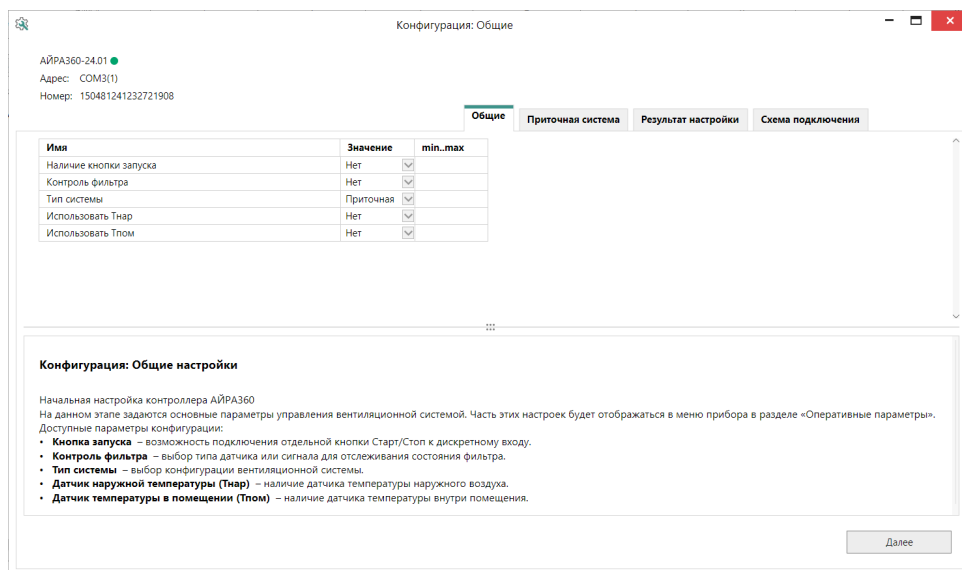 Конфигурация: Общие
АЙРА360-24.01
Адрес: COM3(1)
Номер: 150481241232721908
Общие Приточная система Результат настройки Схема подключения
Имя Значение min..max
Наличие кнопки запуска Нет
Контроль фильтра Нет
Тип системы Приточная
Использовать Тнар Нет
Использовать Тпом Нет
Конфигурация: Общие настройки
Начальная настройка контроллера АЙРА360
На данном этапе задаются основные параметры управления вентиляционной системой. Часть этих настроек будет отображаться в меню прибора в разделе «Оперативные параметры».
Доступные параметры конфигурации:
• Кнопка запуска – возможность подключения отдельной кнопки Старт/Стоп к дискретному входу.
• Контроль фильтра – выбор типа датчика или сигнала для отслеживания состояния фильтра.
• Тип системы – выбор конфигурации вентиляционной системы.
• Датчик наружной температуры (Тнар) – наличие датчика температуры наружного воздуха.
• Датчик температуры в помещении (Тпом) – наличие датчика температуры внутри помещения.
Далее